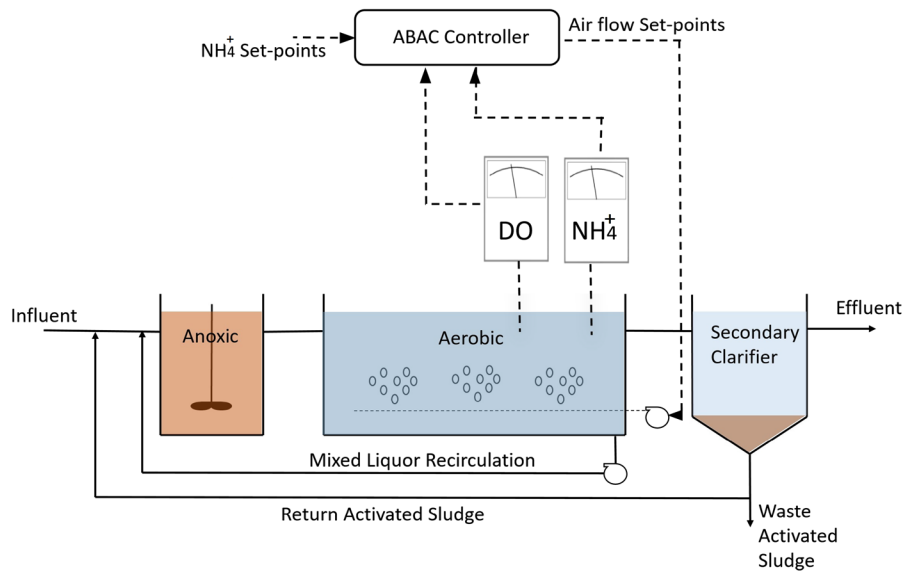 ABAC Controller
Air flow Set-points
NH₄⁺ Set-points
DO
NH₄⁺
Influent
Anoxic
Aerobic
Secondary
Clarifier
Effluent
Mixed Liquor Recirculation
Return Activated Sludge
Waste
Activated
Sludge